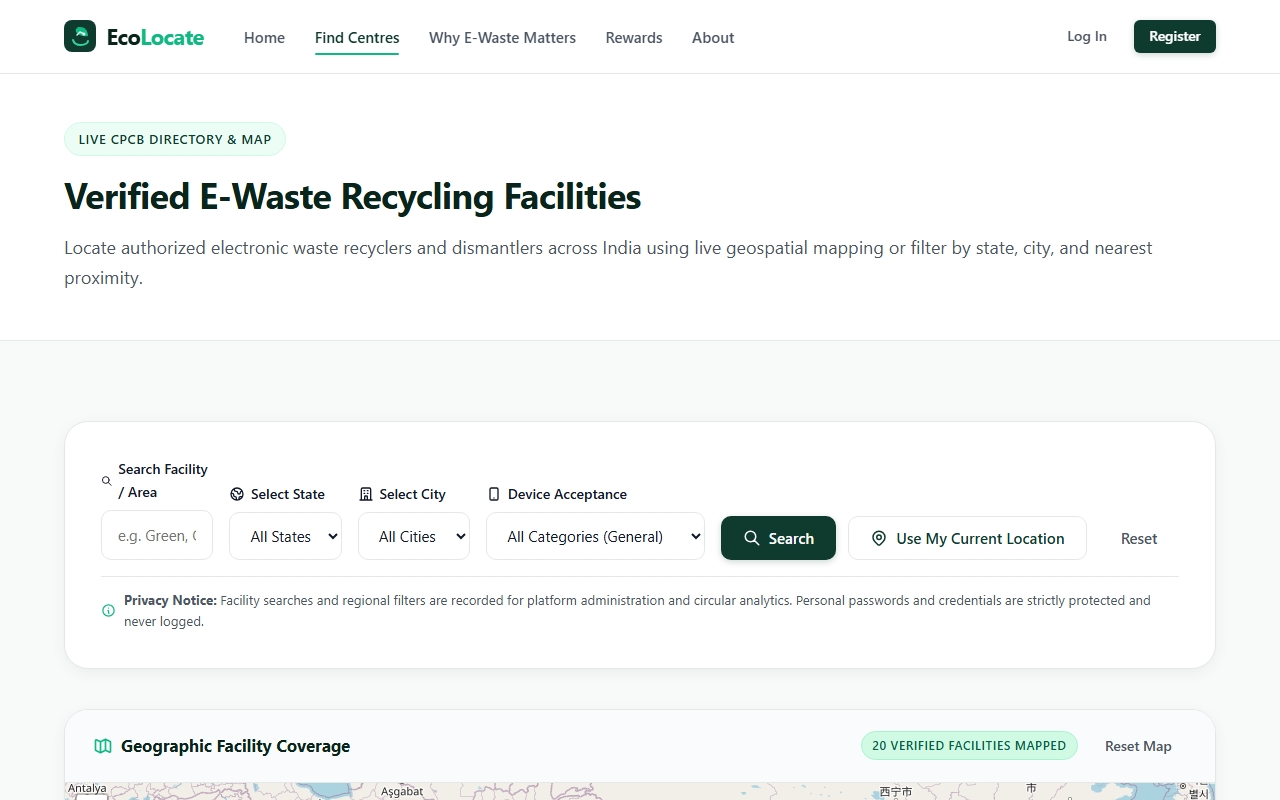 EcoLocate
Home
Find Centres
Why E-Waste Matters
Rewards
About
Log In
Register
LIVE CPCB DIRECTORY & MAP
Verified E-Waste Recycling Facilities
Locate authorized electronic waste recyclers and dismantlers across India using live geospatial mapping or filter by state, city, and nearest
proximity.
Search Facility
/ Area
Select State
Select City
Device Acceptance
e.g. Green,
All States
All Cities
All Categories (General)
Search
Use My Current Location
Reset
Privacy Notice: Facility searches and regional filters are recorded for platform administration and circular analytics. Personal passwords and credentials are strictly protected and
never logged.
Geographic Facility Coverage
20 VERIFIED FACILITIES MAPPED
Reset Map
Antalya
Aşgabat
西宁市
市